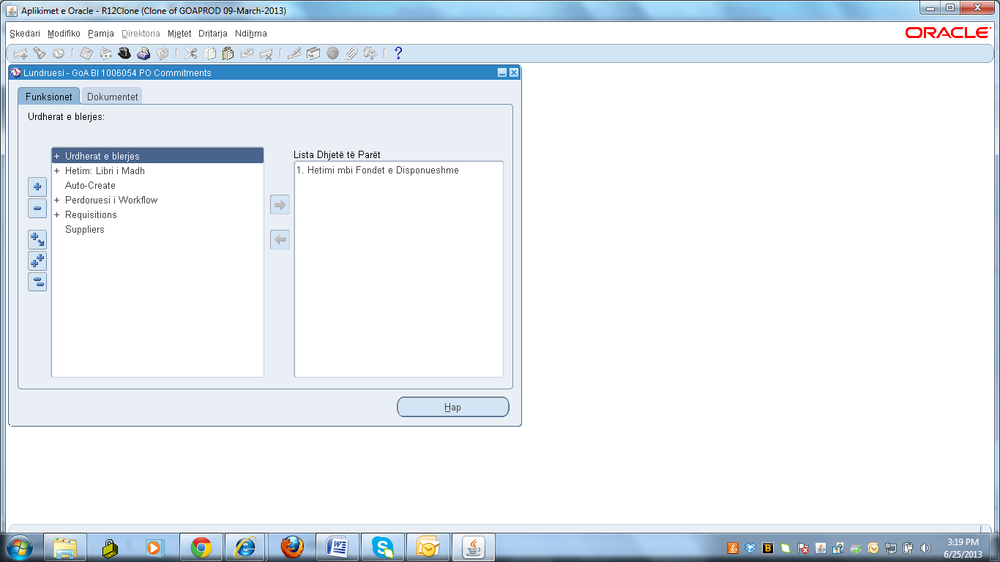 Aplikimet e Oracle - R12Clone (Clone of GOAPROD 09-March-2013)
Skedari Modifiko Pamja Direktoria Mjetet Dritarja Ndihma
ORACLE
Lundruesi - GoA BI 1006054 PO Commitments
Funksionet Dokumentet
Urdherat e blerjes:
+ Urdherat e blerjes
+ Hetim: Libri i Madh
Auto-Create
+ Perdoruesi i Workflow
+ Requisitions
Suppliers
Lista Dhjetë të Parët
1. Hetimi mbi Fondet e Disponueshme
Hap
3:19 PM
6/25/2013